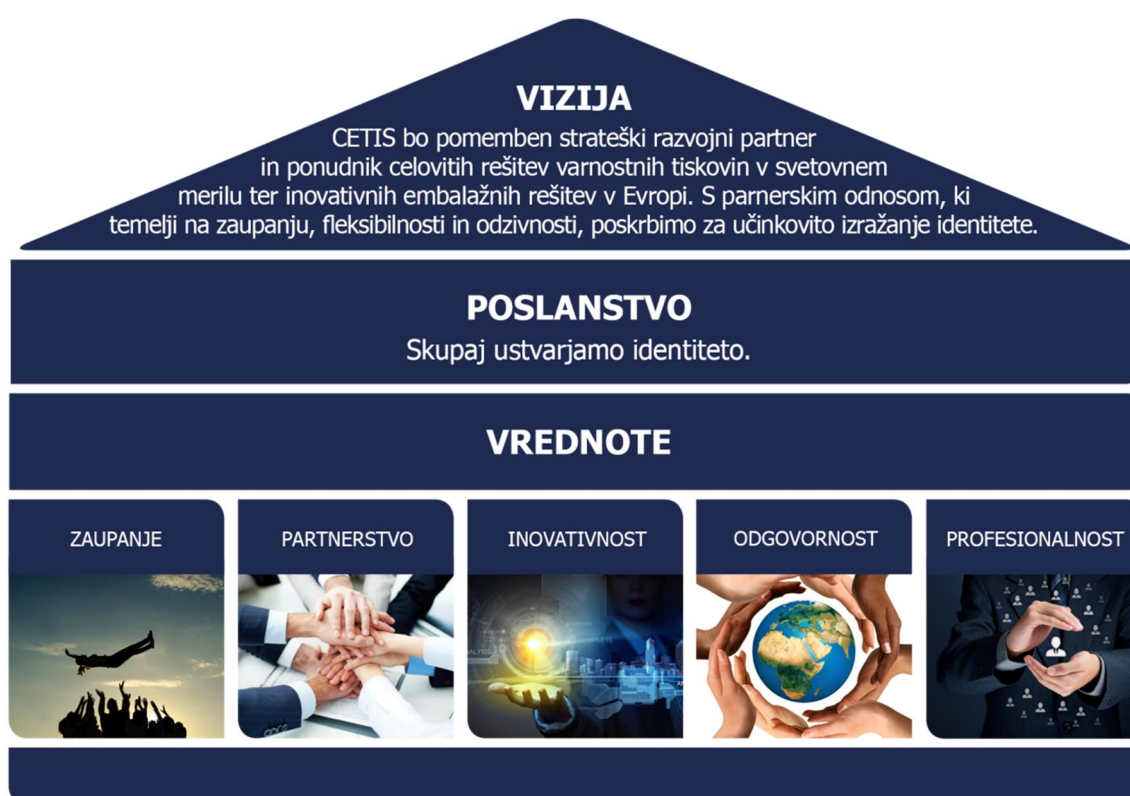 VIZIJA
CETIS bo pomemben strateški razvojni partner
in ponudnik celovitih rešitev varnostnih tiskovin v svetovnem
merilu ter inovativnih embalažnih rešitev v Evropi. S parnerskim odnosom, ki
temelji na zaupanju, fleksibilnosti in odzivnosti, poskrbimo za učinkovito izražanje identitete.
POSLANSTVO
Skupaj ustvarjamo identiteto.
VREDNOTE
ZAUPANJE
PARTNERSTVO
INOVATIVNOST
ODGOVORNOST
PROFESIONALNOST